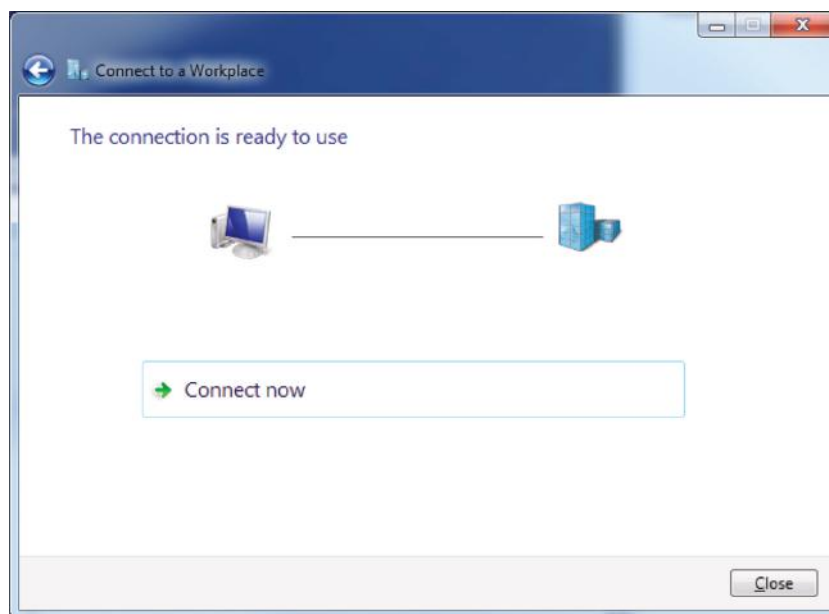 Connect to a Workplace
The connection is ready to use
Connect now
Close